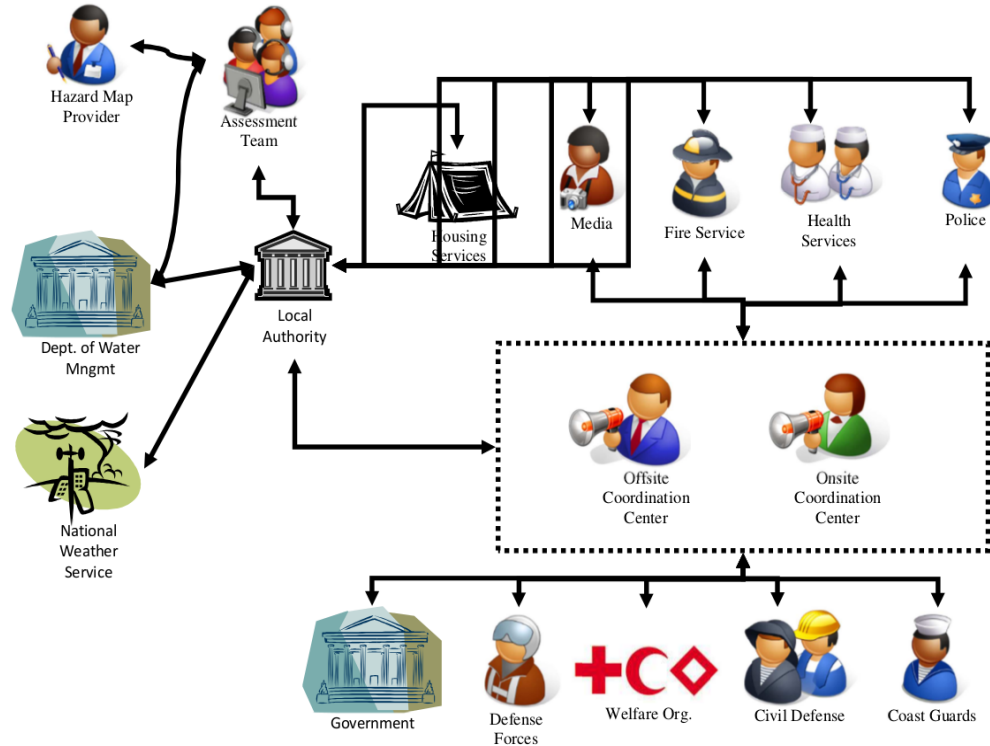 Hazard Map
Provider
Assessment
Team
Housing
Services
Media
Fire Service
Health
Services
Police
Local
Authority
Dept. of Water
Mngmt
National
Weather
Service
Offsite
Coordination
Center
Onsite
Coordination
Center
Government
Defense
Forces
Welfare Org.
Civil Defense
Coast Guards